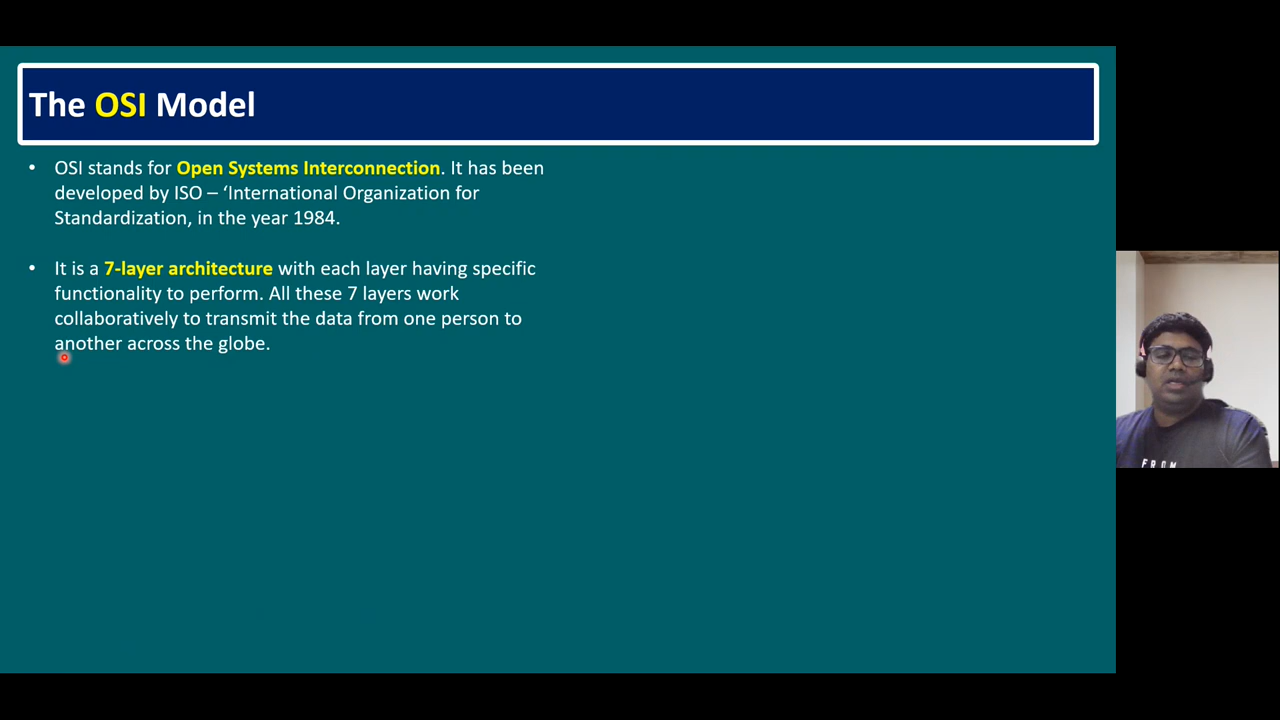 The OSI Model
• OSI stands for Open Systems Interconnection. It has been
developed by ISO – ‘International Organization for
Standardization, in the year 1984.
• It is a 7-layer architecture with each layer having specific
functionality to perform. All these 7 layers work
collaboratively to transmit the data from one person to
another across the globe.
FROM